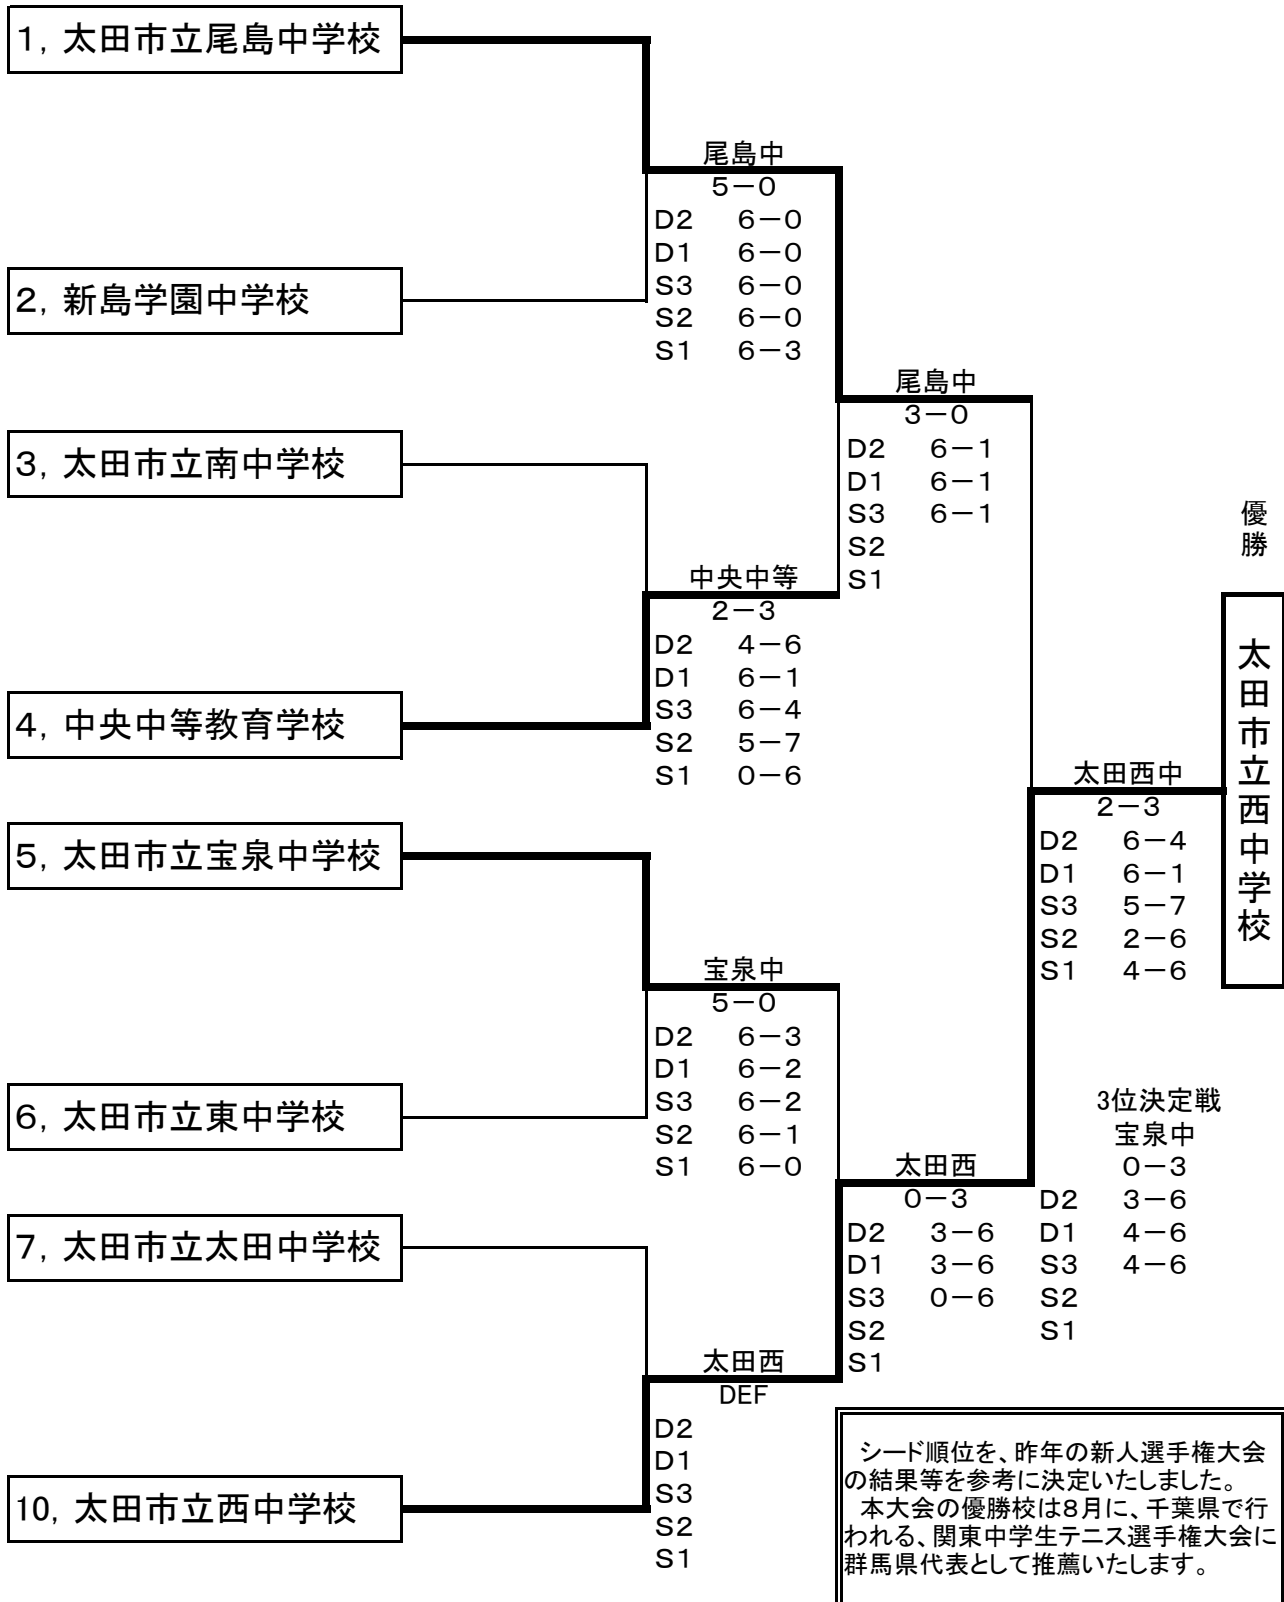 1, 太田市立尾島中学校
尾島中
5－0
D2 6－0
D1 6－0
S3 6－0
S2 6－0
S1 6－3
2, 新島学園中学校
尾島中
3－0
D2 6－1
D1 6－1
S3 6－1
S2
S1
3, 太田市立南中学校
中央中等
2－3
D2 4－6
D1 6－1
S3 6－4
S2 5－7
S1 0－6
4, 中央中等教育学校
優勝
太田市立西中学校
太田西中
2－3
D2 6－4
D1 6－1
S3 5－7
S2 2－6
S1 4－6
5, 太田市立宝泉中学校
宝泉中
5－0
D2 6－3
D1 6－2
S3 6－2
S2 6－1
S1 6－0
6, 太田市立東中学校
太田西
0－3
D2 3－6
D1 3－6
S3 0－6
S2
S1
3位決定戦
宝泉中
0－3
D2 3－6
D1 4－6
S3 4－6
S2
S1
7, 太田市立太田中学校
太田西
DEF
D2
D1
S3
S2
S1
10, 太田市立西中学校
シード順位を、昨年の新人選手権大会
の結果等を参考に決定いたしました。
本大会の優勝校は8月に、千葉県で行
われる、関東中学生テニス選手権大会に
群馬県代表として推薦いたします。